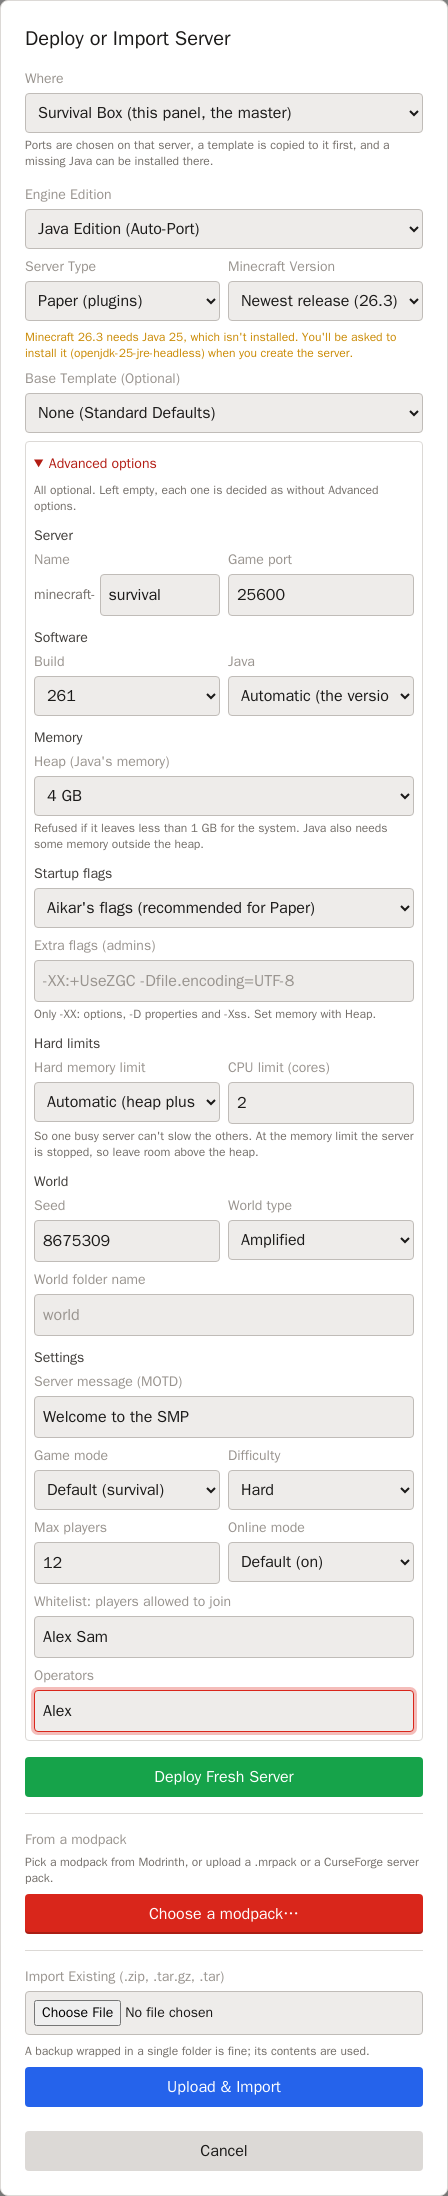 Deploy or Import Server
Where
Survival Box (this panel, the master)
Ports are chosen on that server, a template is copied to it first, and a
missing Java can be installed there.
Engine Edition
Java Edition (Auto-Port)
Server Type
Minecraft Version
Paper (plugins)
Newest release (26.3)
Minecraft 26.3 needs Java 25, which isn't installed. You'll be asked to
install it (openjdk-25-jre-headless) when you create the server.
Base Template (Optional)
None (Standard Defaults)
▼ Advanced options
All optional. Left empty, each one is decided as without Advanced
options.
Server
Name
Game port
minecraft-
survival
25600
Software
Build
Java
261
Automatic (the versio
Memory
Heap (Java's memory)
4 GB
Refused if it leaves less than 1 GB for the system. Java also needs
some memory outside the heap.
Startup flags
Aikar's flags (recommended for Paper)
Extra flags (admins)
-XX:+UseZGC -Dfile.encoding=UTF-8
Only -XX: options, -D properties and -Xss. Set memory with Heap.
Hard limits
Hard memory limit
CPU limit (cores)
Automatic (heap plus
2
So one busy server can't slow the others. At the memory limit the server
is stopped, so leave room above the heap.
World
Seed
World type
8675309
Amplified
World folder name
world
Settings
Server message (MOTD)
Welcome to the SMP
Game mode
Difficulty
Default (survival)
Hard
Max players
Online mode
12
Default (on)
Whitelist: players allowed to join
Alex Sam
Operators
Alex
Deploy Fresh Server
From a modpack
Pick a modpack from Modrinth, or upload a .mrpack or a CurseForge server
pack.
Choose a modpack…
Import Existing (.zip, .tar.gz, .tar)
Choose File No file chosen
A backup wrapped in a single folder is fine; its contents are used.
Upload & Import
Cancel